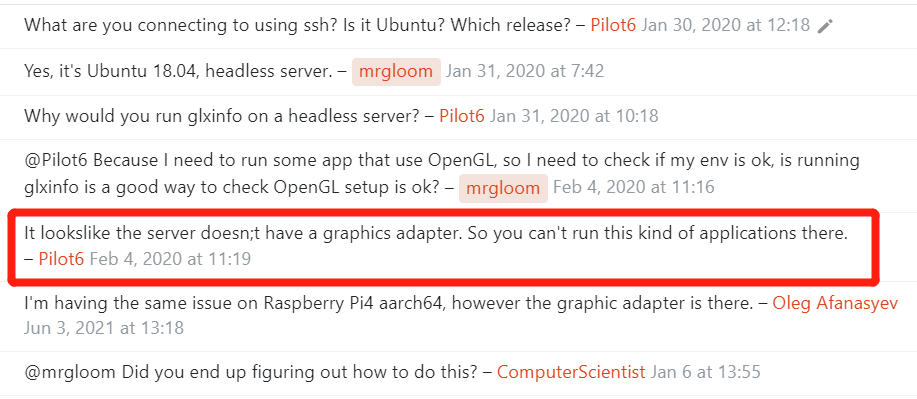 What are you connecting to using ssh? Is it Ubuntu? Which release? – Pilot6 Jan 30, 2020 at 12:18
Yes, it's Ubuntu 18.04, headless server. – mrgloom Jan 31, 2020 at 7:42
Why would you run glxinfo on a headless server? – Pilot6 Jan 31, 2020 at 10:18
@Pilot6 Because I need to run some app that use OpenGL, so I need to check if my env is ok, is running
glxinfo is a good way to check OpenGL setup is ok? – mrgloom Feb 4, 2020 at 11:16
It lookslike the server doesn;t have a graphics adapter. So you can't run this kind of applications there.
– Pilot6 Feb 4, 2020 at 11:19
I'm having the same issue on Raspberry Pi4 aarch64, however the graphic adapter is there. – Oleg Afanasyev
Jun 3, 2021 at 13:18
@mrgloom Did you end up figuring out how to do this? – ComputerScientist Jan 6 at 13:55